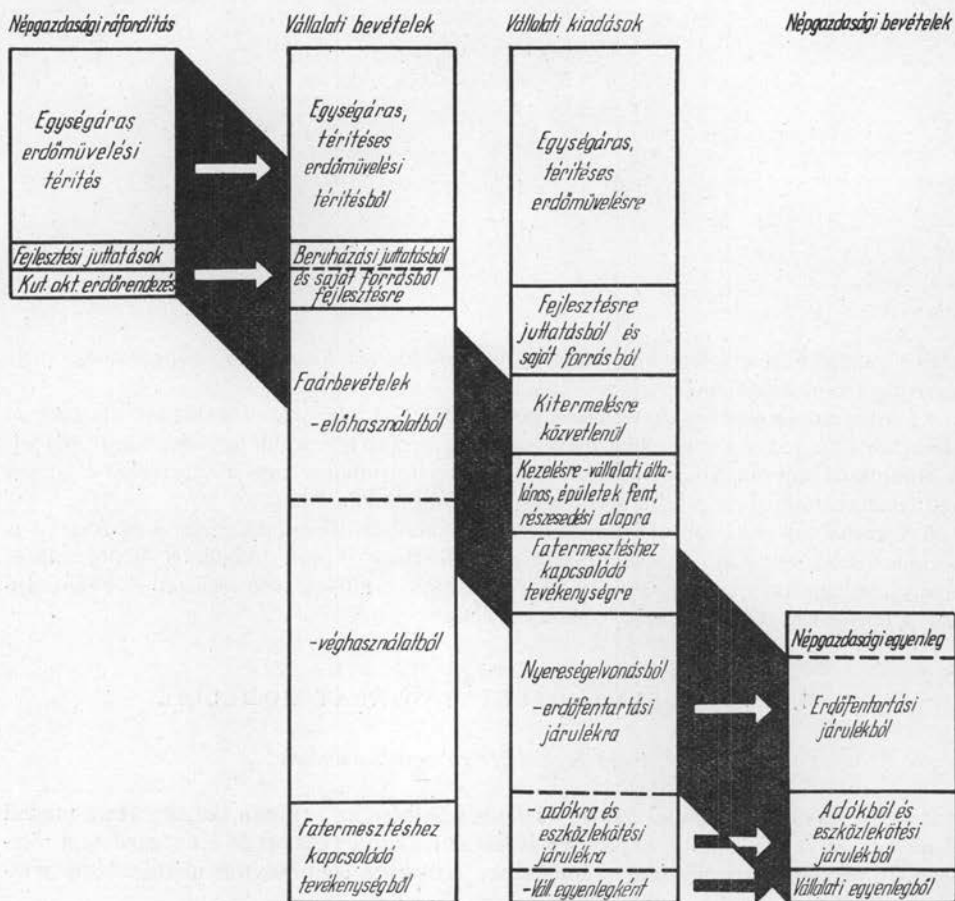 Népgazdasági ráfordítás
Egységáras
erdőművelési
térítés
Fejlesztési juttatások
Kut. okt. erdőrendezés
Vállalati bevételek
Egységáras,
térítéses
erdőművelési
térítésből
Beruházási juttatásból
és saját forrásból
fejlesztésre
Faárbevételek
-előhasználatból
-véghasználatból
Fatermesztéshez
kapcsolódó
tevékenységből
Vállalati kiadások
Egységáras,
térítéses
erdőművelésre
Fejlesztésre
juttatásból és
saját forrásból
Kitermelésre
közvetlenül
Kezelésre-vállalati álta-
lános, épületek fent,
részesedési alapra
Fatermesztéshez
kapcsolódó
tevékenységre
Nyereségelvonásból
-erdőfentartási
járulékra
- adókra és
eszközlekötési
járulékra
-Váll. egyenlegként
Népgazdasági bevételek
Népgazdasági egyenleg
Erdőfentartási
járulékból
Adókból és
eszközlekötési
járulékból
Vállalati egyenlegből